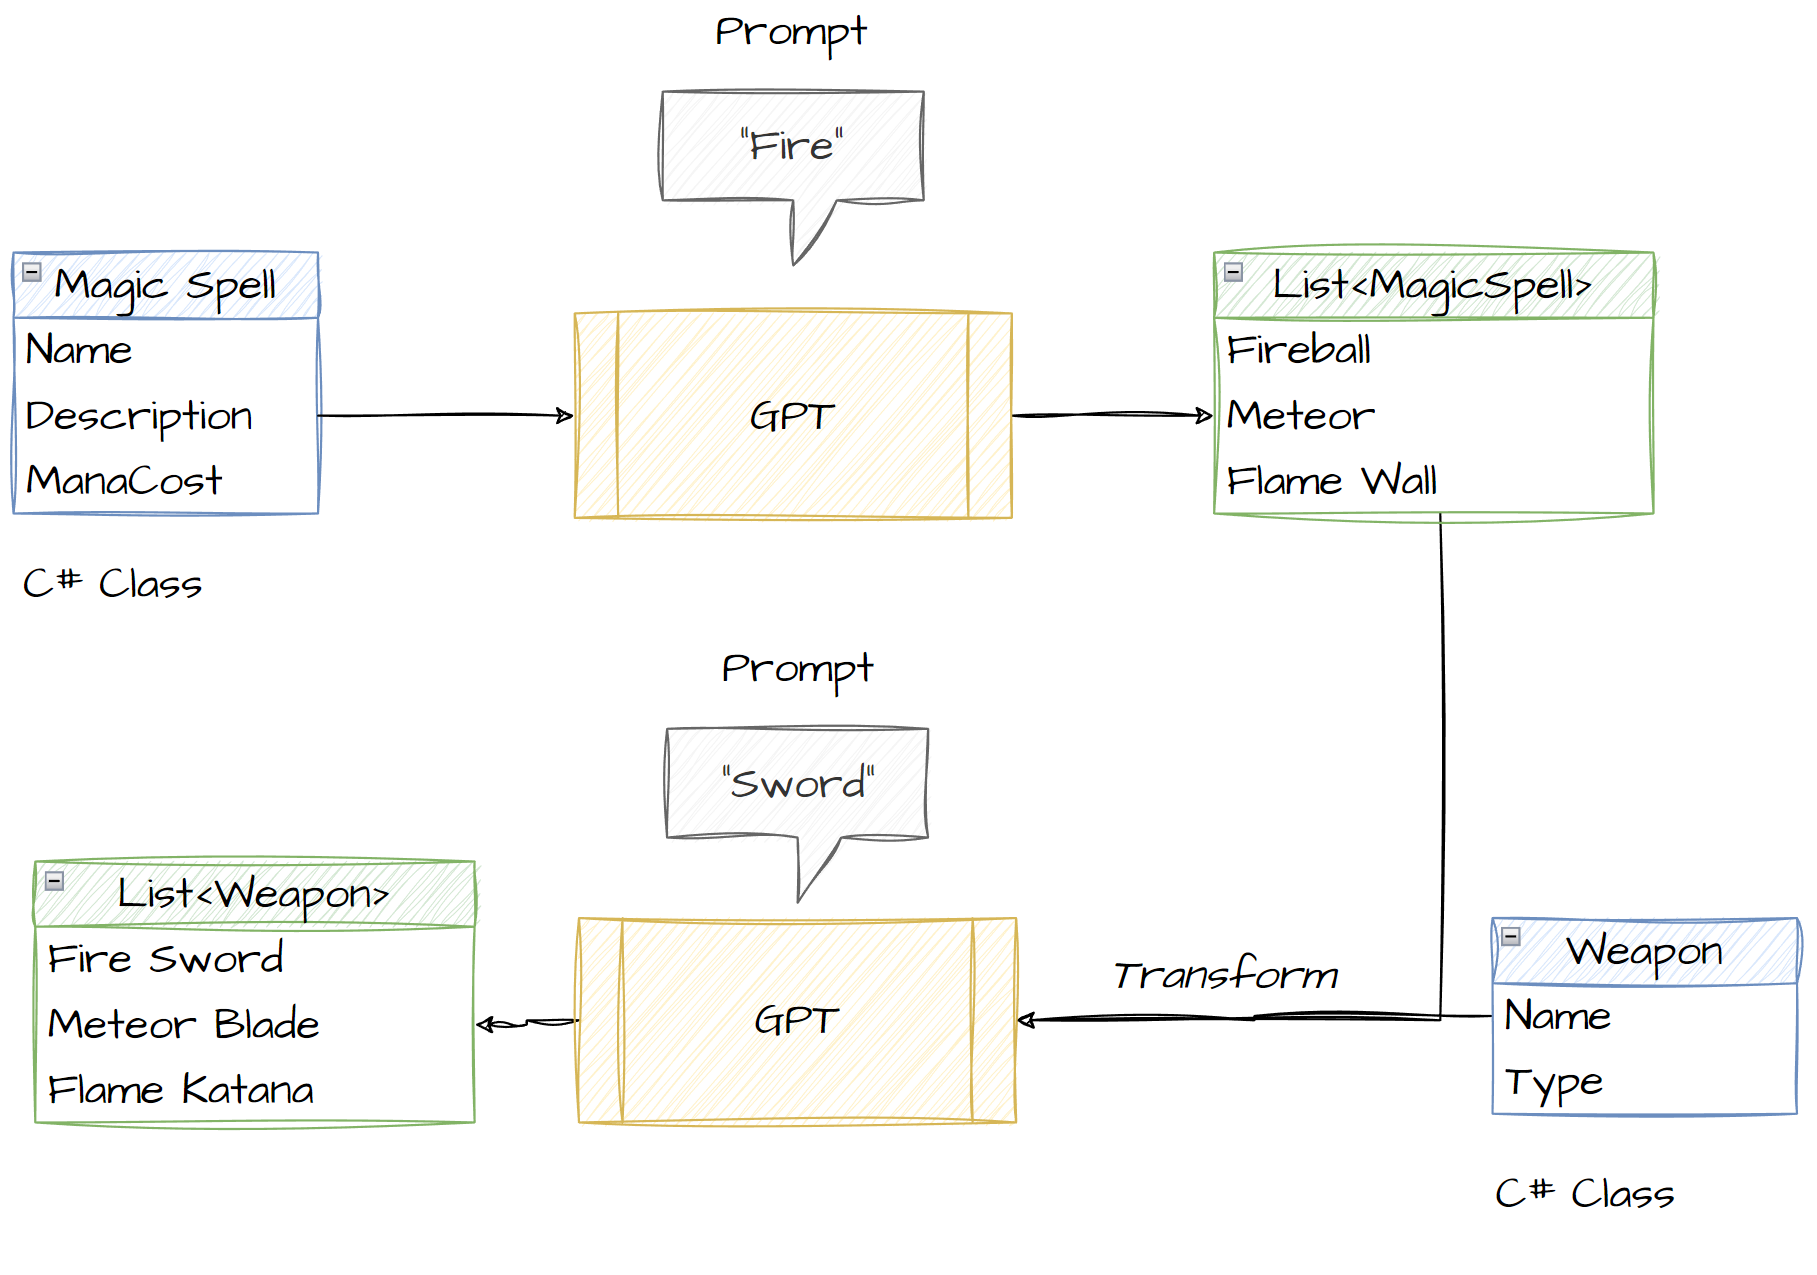 Prompt
"Fire"
Magic Spell
Name
Description
ManaCost
C# Class
GPT
List<MagicSpell>
Fireball
Meteor
Flame Wall
Prompt
"Sword"
List<Weapon>
Fire Sword
Meteor Blade
Flame Katana
GPT
Transform
Weapon
Name
Type
C# Class